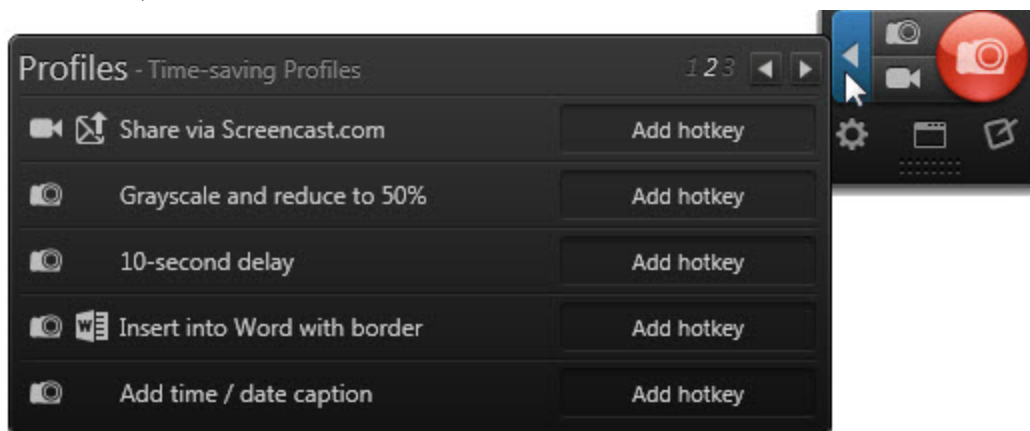 Profiles - Time-saving Profiles 1 2 3
Share via Screencast.com Add hotkey
Grayscale and reduce to 50% Add hotkey
10-second delay Add hotkey
W Insert into Word with border Add hotkey
Add time / date caption Add hotkey